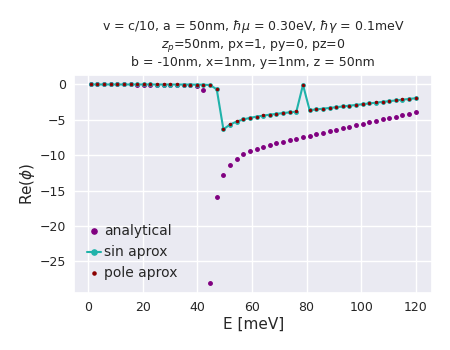 v = c/10, a = 50nm, ℏμ = 0.30eV, ℏγ = 0.1meV
zₚ=50nm, px=1, py=0, pz=0
b = -10nm, x=1nm, y=1nm, z = 50nm
Re(ϕ)
0
−5
−10
−15
−20
−25
analytical
sin aprox
pole aprox
0 20 40 60 80 100 120
E [meV]